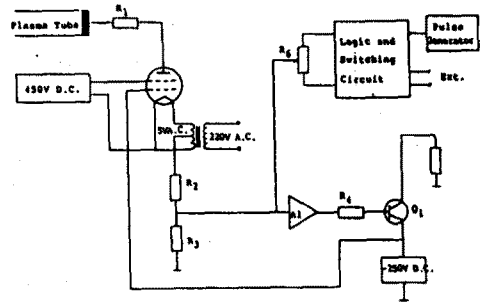 Plasma Tube
R1
450V D.C.
5V A.C.
220V A.C.
R2
R3
R6
Logic and
Switching
Circuit
Pulse
Generator
Ext.
A1
R4
Q1
-250V D.C.